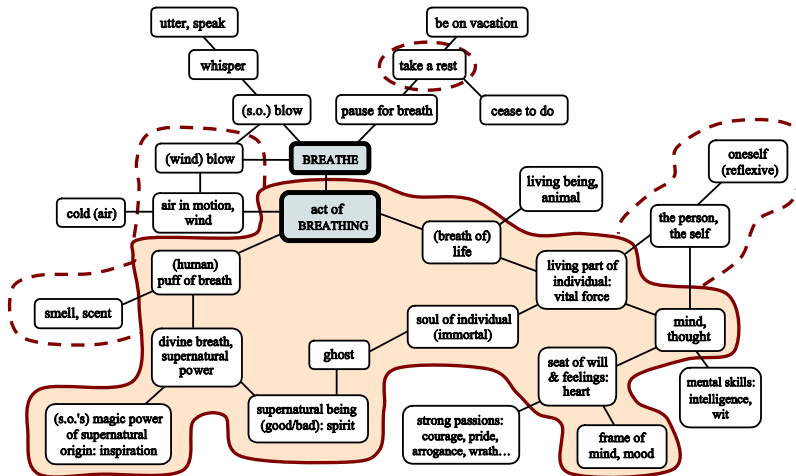 utter, speak
be on vacation
whisper
take a rest
(s.o.) blow
pause for breath
cease to do
(wind) blow
BREATHE
oneself
(reflexive)
living being,
animal
cold (air)
air in motion,
wind
act of
BREATHING
the person,
the self
(breath of)
life
(human)
puff of breath
living part of
individual:
vital force
smell, scent
soul of individual
(immortal)
mind,
thought
divine breath,
supernatural
power
ghost
seat of will
& feelings:
heart
mental skills:
intelligence,
wit
(s.o.'s) magic power
of supernatural
origin: inspiration
supernatural being
(good/bad): spirit
strong passions:
courage, pride,
arrogance, wrath...
frame of
mind, mood